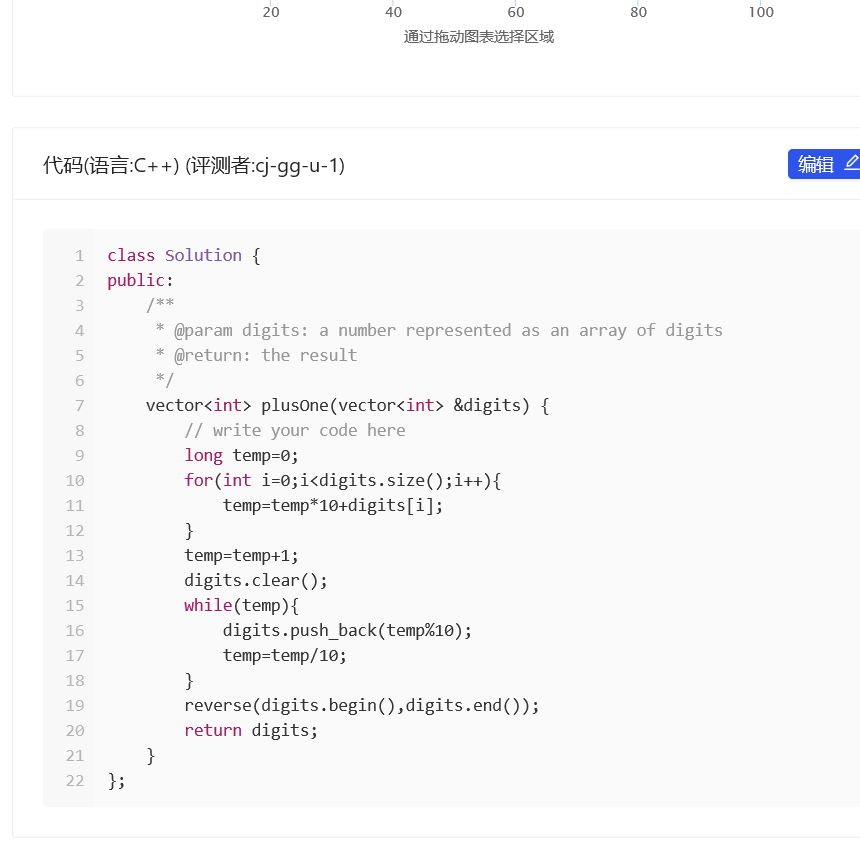 20 40 60 80 100
通过拖动图表选择区域
代码(语言:C++) (评测者:cj-gg-u-1)
编辑
1 class Solution {
2 public:
3     /**
4      * @param digits: a number represented as an array of digits
5      * @return: the result
6      */
7     vector<int> plusOne(vector<int> &digits) {
8         // write your code here
9         long temp=0;
10         for(int i=0;i<digits.size();i++){
11             temp=temp*10+digits[i];
12         }
13         temp=temp+1;
14         digits.clear();
15         while(temp){
16             digits.push_back(temp%10);
17             temp=temp/10;
18         }
19         reverse(digits.begin(),digits.end());
20         return digits;
21     }
22 };